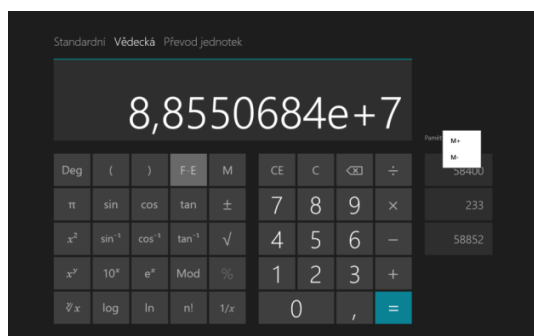 Standardní Vědecká Převod jednotek
8,8550684e+7
Deg ( ) F-E M CE C ⌫ ÷
π sin cos tan ± 7 8 9 ×
x² sin⁻¹ cos⁻¹ tan⁻¹ √ 4 5 6 −
xʸ 10ˣ eˣ Mod % 1 2 3 +
ʸ√x log ln n! 1/x 0 , =
Pamět
M+
M-
58400
233
58852